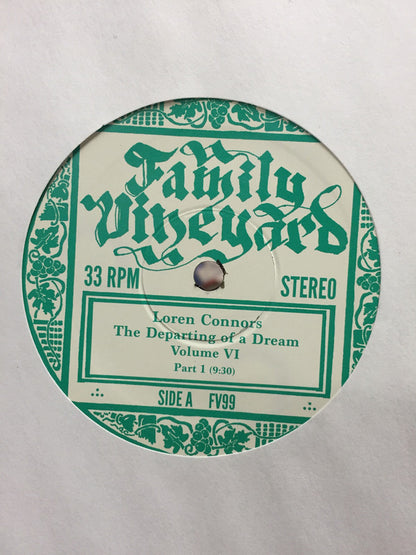 Family
Vineyard
33 RPM STEREO
Loren Connors
The Departing of a Dream
Volume VI
Part 1 (9:30)
SIDE A FV99